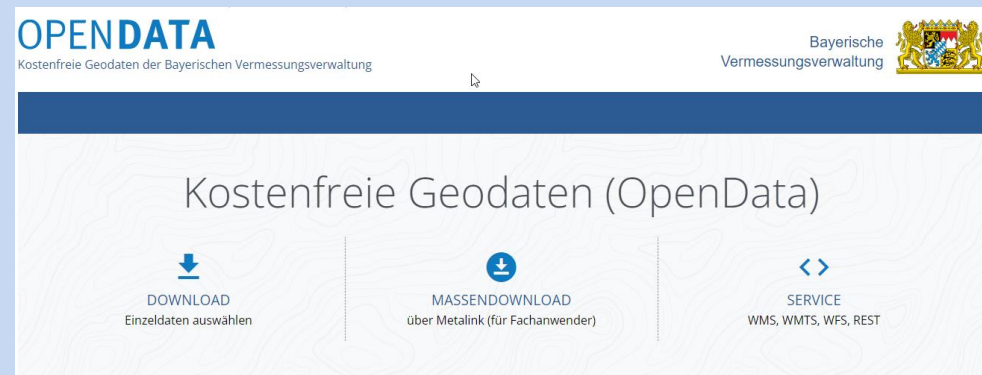 OPENDATA
Kostenfreie Geodaten der Bayerischen Vermessungsverwaltung
Bayerische
Vermessungsverwaltung
Kostenfreie Geodaten (OpenData)
DOWNLOAD
Einzeldaten auswählen
MASSENDOWNLOAD
über Metalink (für Fachanwender)
SERVICE
WMS, WMTS, WFS, REST